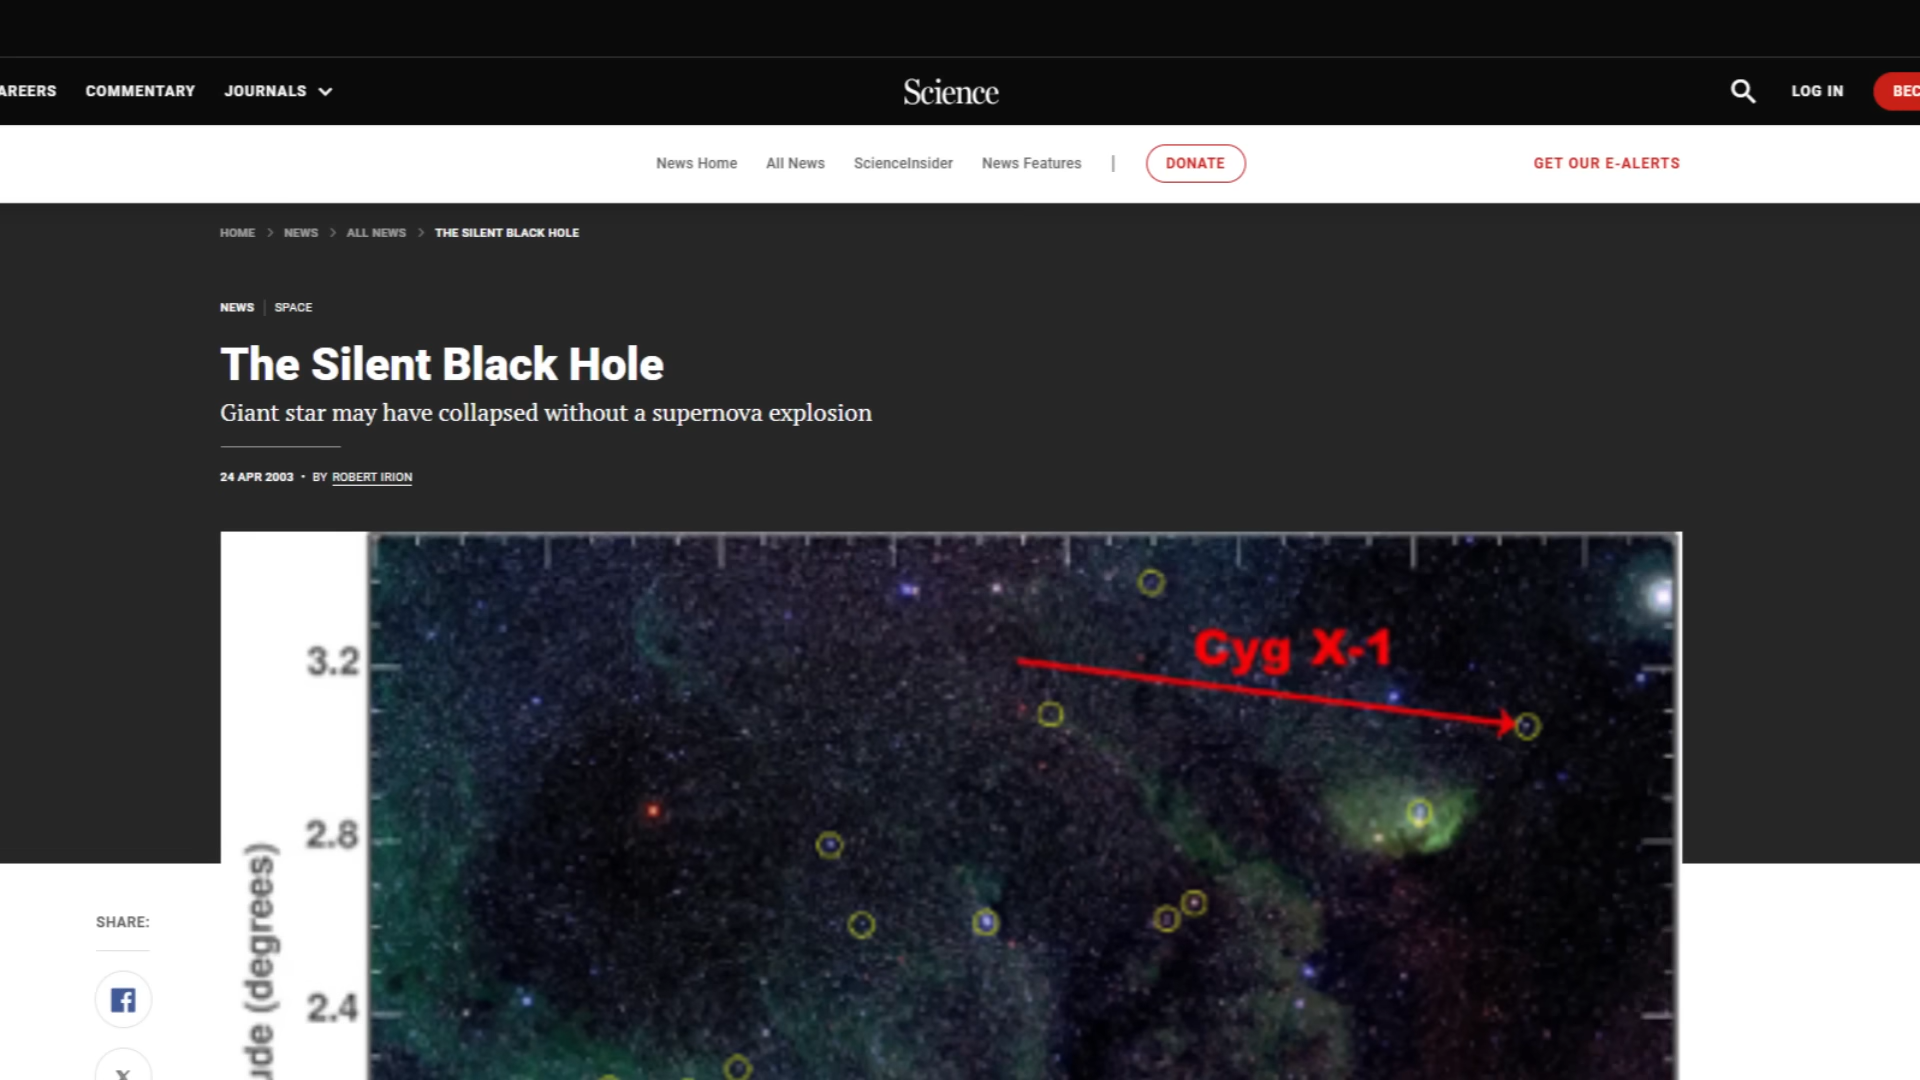 AREERS COMMENTARY JOURNALS Science LOG IN BEC
News Home All News ScienceInsider News Features | DONATE GET OUR E-ALERTS
HOME > NEWS > ALL NEWS > THE SILENT BLACK HOLE
NEWS | SPACE
The Silent Black Hole
Giant star may have collapsed without a supernova explosion
24 APR 2003 • BY ROBERT IRION
Cyg X-1
3.2
2.8
2.4
ude (degrees)
SHARE: